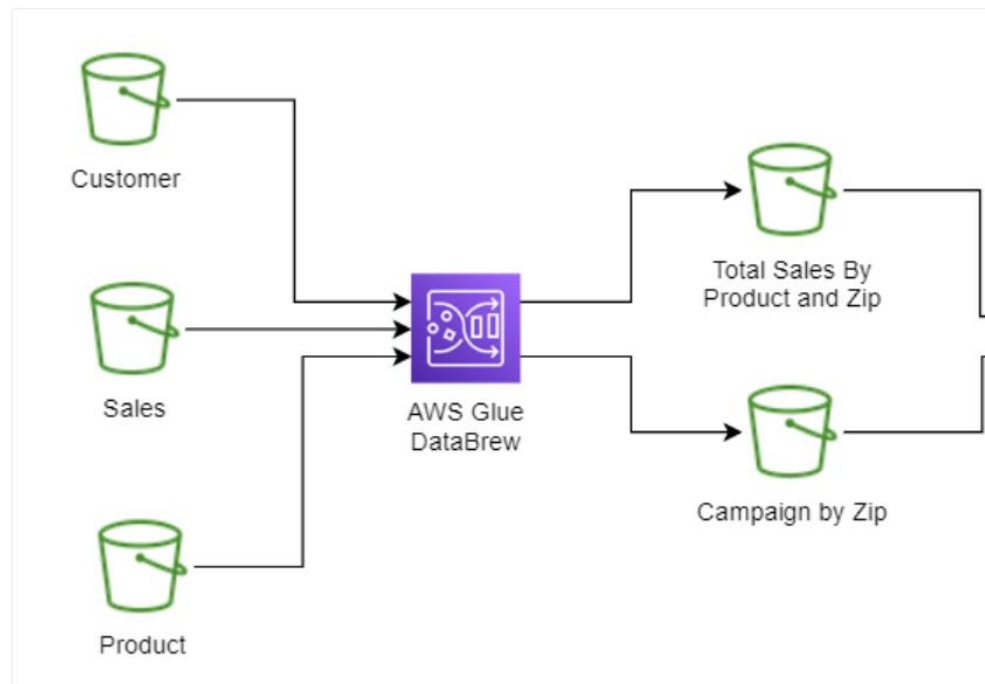 Customer
Sales
Product
AWS Glue
DataBrew
Total Sales By
Product and Zip
Campaign by Zip